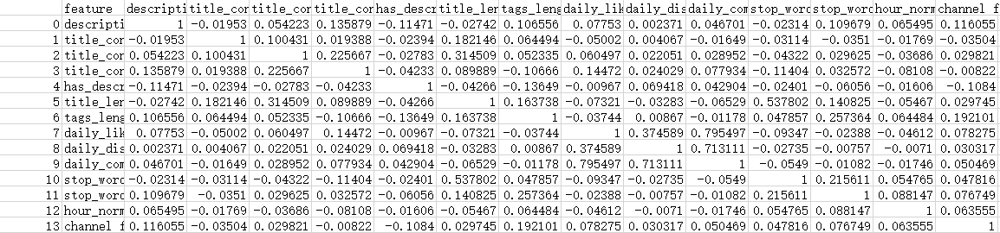 feature descripti title_cor title_cor title_cor has_descr title_len tags_leng daily_lik daily_dis daily_com stop_word stop_word hour_norm channel f
0 descripti 1 -0.01953 0.054223 0.135879 -0.11471 -0.02742 0.106556 0.07753 0.002371 0.046701 -0.02314 0.109679 0.065495 0.116055
1 title_cor -0.01953 1 0.100431 0.019388 -0.02394 0.182146 0.064494 -0.05002 0.004067 -0.01649 -0.03114 -0.0351 -0.01769 -0.03504
2 title_cor 0.054223 0.100431 1 0.225667 -0.02783 0.314509 0.052335 0.060497 0.022051 0.028952 -0.04322 0.029625 -0.03686 0.029821
3 title_cor 0.135879 0.019388 0.225667 1 -0.04233 0.089889 -0.10666 0.14472 0.024029 0.077934 -0.11404 0.032572 -0.08108 -0.00822
4 has_descr -0.11471 -0.02394 -0.02783 -0.04233 1 -0.04266 -0.13649 -0.00967 0.069418 0.042904 -0.02401 -0.06056 -0.01606 -0.1084
5 title_len -0.02742 0.182146 0.314509 0.089889 -0.04266 1 0.163738 -0.07321 -0.03283 -0.06529 0.537802 0.140825 -0.05467 0.029745
6 tags_leng 0.106556 0.064494 0.052335 -0.10666 -0.13649 0.163738 1 -0.03744 0.00867 -0.01178 0.047857 0.257364 0.064484 0.192101
7 daily_lik 0.07753 -0.05002 0.060497 0.14472 -0.00967 -0.07321 -0.03744 1 0.374589 0.795497 -0.09347 -0.02388 -0.04612 0.078275
8 daily_dis 0.002371 0.004067 0.022051 0.024029 0.069418 -0.03283 0.00867 0.374589 1 0.713111 -0.02735 -0.00757 -0.0071 0.030317
9 daily_com 0.046701 -0.01649 0.028952 0.077934 0.042904 -0.06529 -0.01178 0.795497 0.713111 1 -0.0549 -0.01082 -0.01746 0.050469
10 stop_word -0.02314 -0.03114 -0.04322 -0.11404 -0.02401 0.537802 0.047857 -0.09347 -0.02735 -0.0549 1 0.215611 0.054765 0.047816
11 stop_word 0.109679 -0.0351 0.029625 0.032572 -0.06056 0.140825 0.257364 -0.02388 -0.00757 -0.01082 0.215611 1 0.088147 0.076749
12 hour_norm 0.065495 -0.01769 -0.03686 -0.08108 -0.01606 -0.05467 0.064484 -0.04612 -0.0071 -0.01746 0.054765 0.088147 1 0.063555
13 channel f 0.116055 -0.03504 0.029821 -0.00822 -0.1084 0.029745 0.192101 0.078275 0.030317 0.050469 0.047816 0.076749 0.063555 1